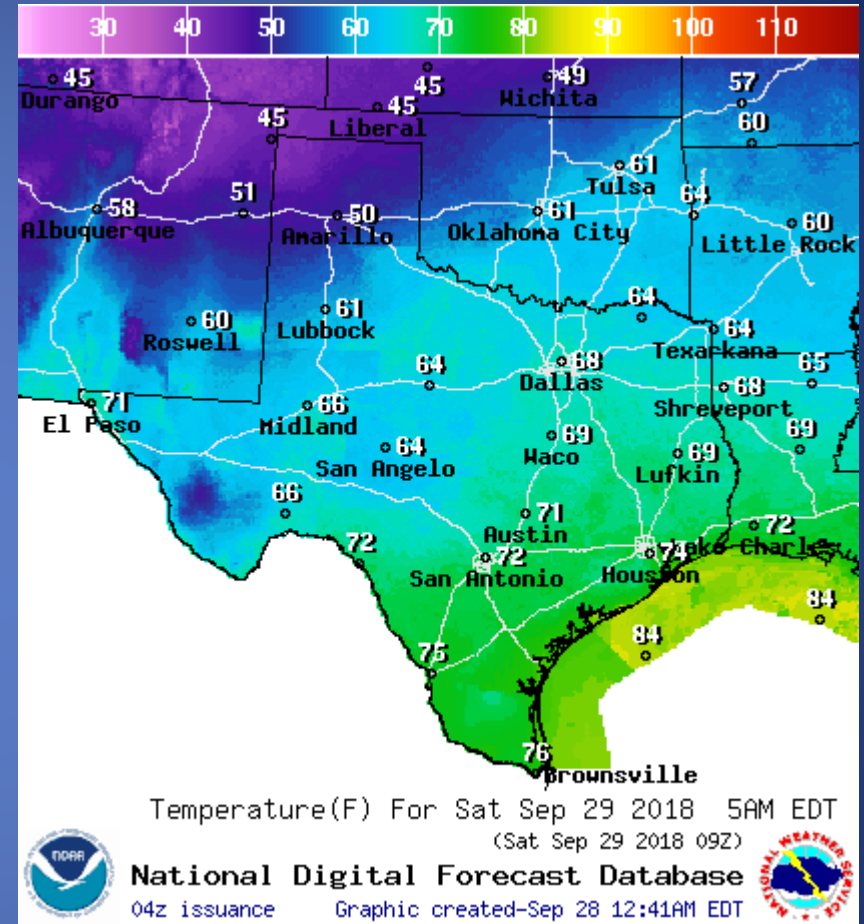 30 40 50 60 70 80 90 100 110
45
Durango
45
49
Wichita
57
45
Liberal
45
60
61
Tulsa
58
Albuquerque
51
50
Amarillo
61
Oklahoma City
64
60
Little Rock
60
Roswell
61
Lubbock
64
64
Texarkana
68
Dallas
64
65
68
Shreveport
71
El Paso
66
Midland
69
Waco
64
San Angelo
69
Lufkin
69
66
71
Austin
72
Lake Charles
72
72
San Antonio
74
Houston
84
84
75
76
Brownsville
Temperature(F) For Sat Sep 29 2018 5AM EDT
(Sat Sep 29 2018 09Z)
National Digital Forecast Database
04z issuance Graphic created-Sep 28 12:41AM EDT
NOAA